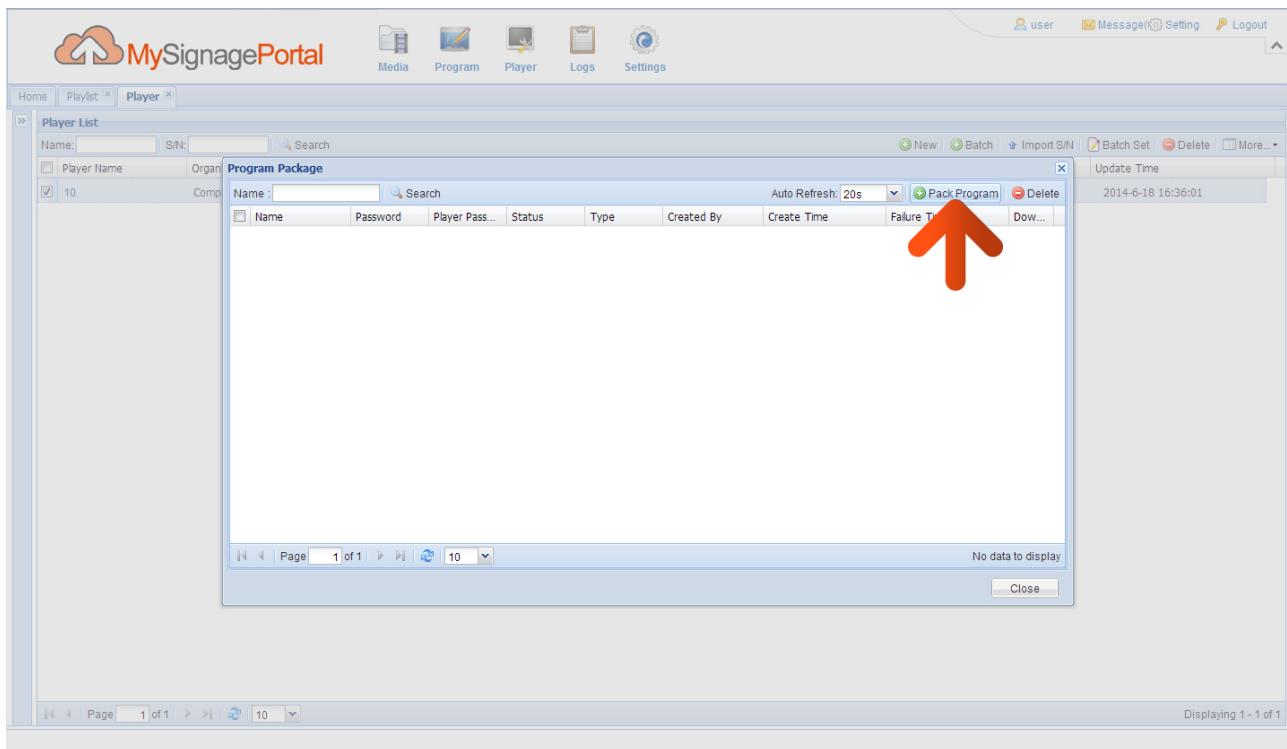 user Message( Setting Logout
MySignagePortal
Media Program Player Logs Settings
Home Playlist Player
Player List
Name: S/N: Search New Batch Import S/N Batch Set Delete More...
Player Name Organ Update Time
10 Comp 2014-6-18 16:36:01
Program Package
Name : Search Auto Refresh: 20s Pack Program Delete
Name Password Player Pass... Status Type Created By Create Time Failure Dow...
Page 1 of 1 10 No data to display
Close
Page 1 of 1 10 Displaying 1 - 1 of 1